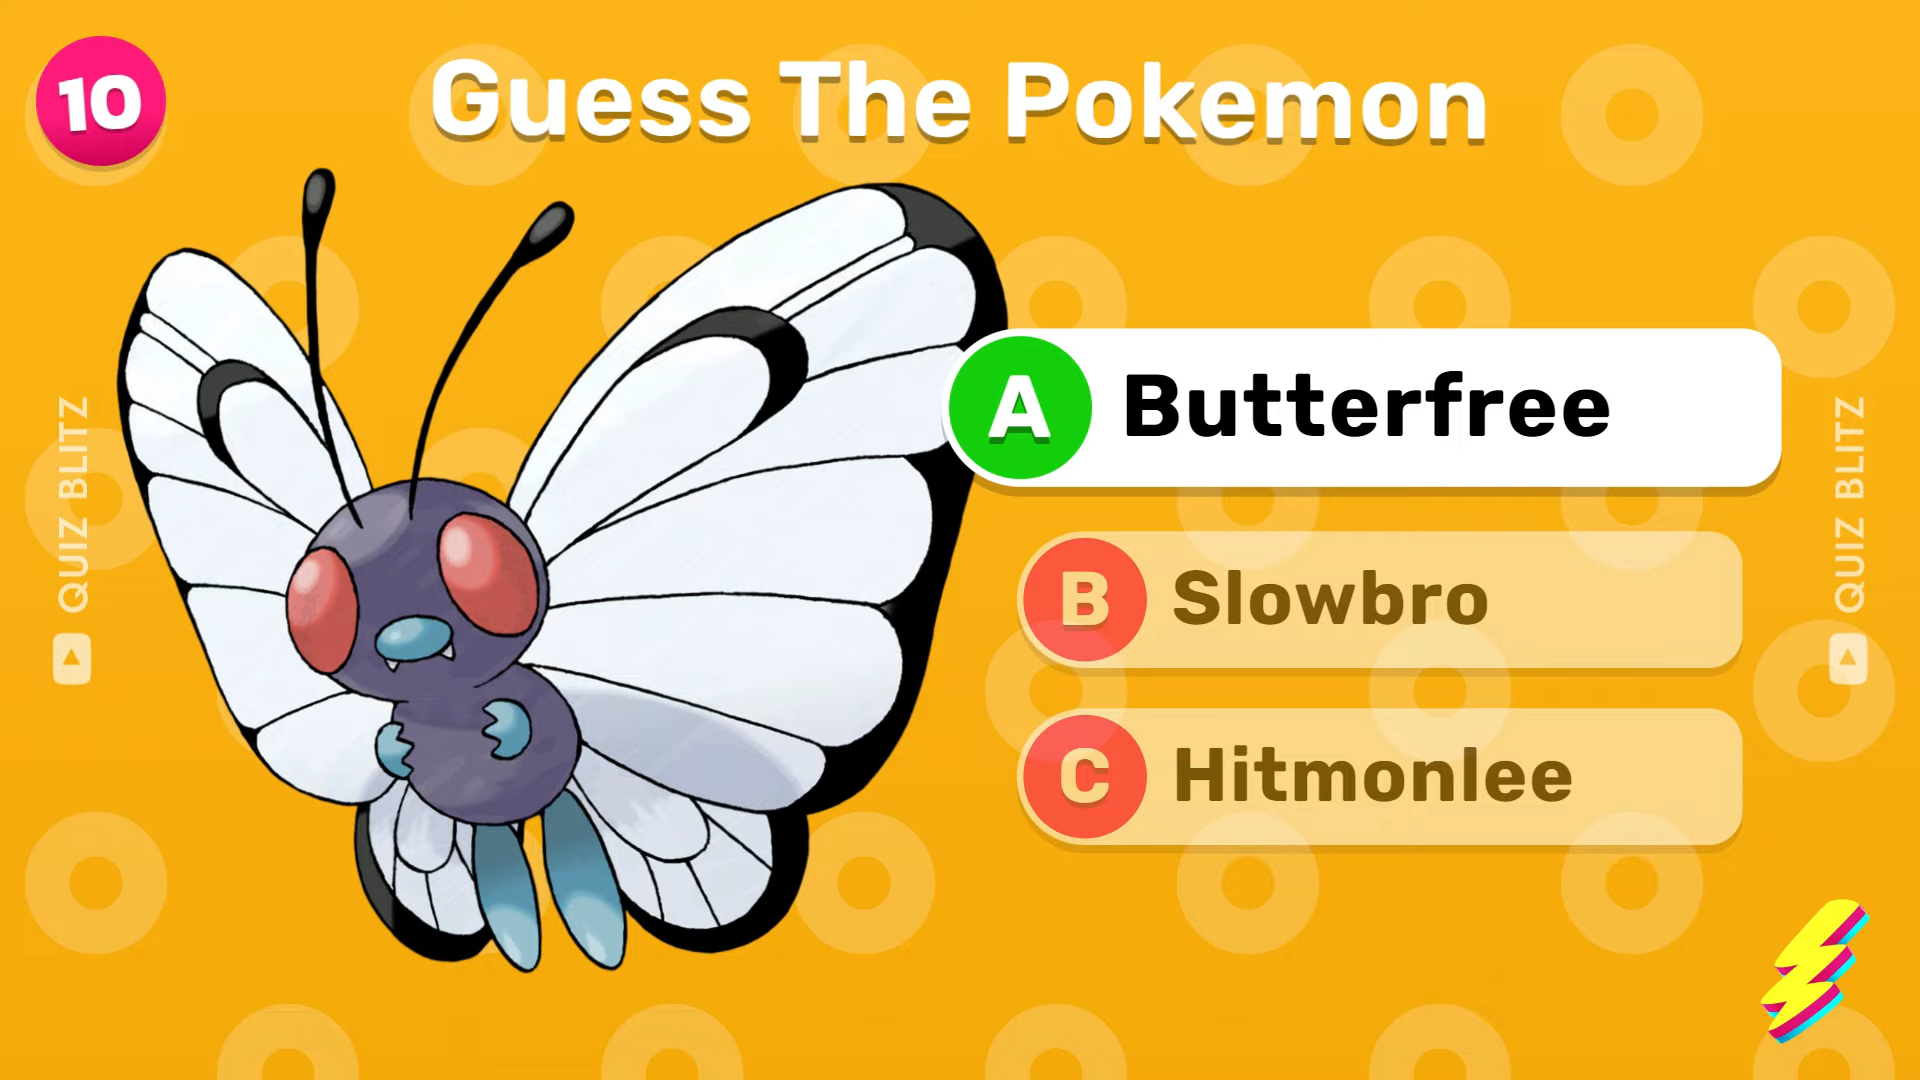 10
Guess The Pokemon
A Butterfree
B Slowbro
C Hitmonlee
QUIZ BLITZ
QUIZ BLITZ